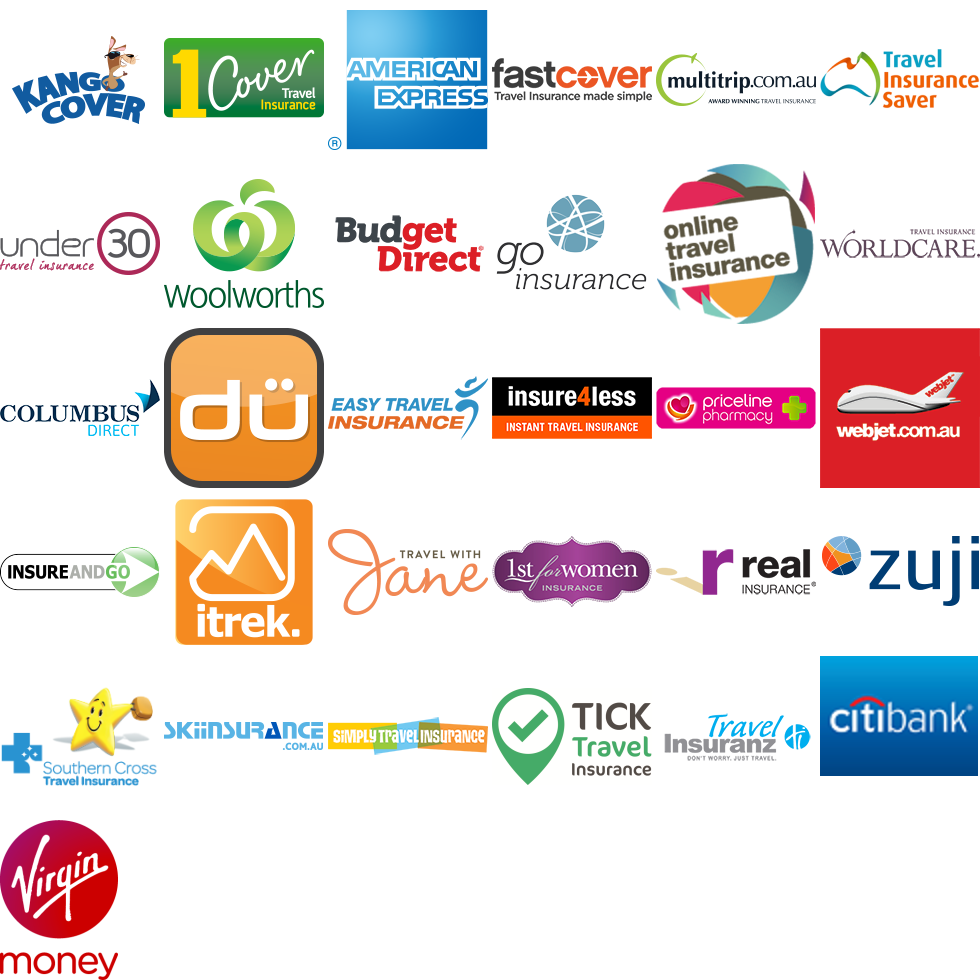 KANGO
COVER
1Cover
Travel
Insurance
AMERICAN
EXPRESS
®
fastcover
Travel Insurance made simple
multitrip.com.au
AWARD WINNING TRAVEL INSURANCE
Travel
Insurance
Saver
under 30
travel insurance
Woolworths
Budget
Direct®
go
insurance
online
travel
insurance
TRAVEL INSURANCE
WORLDCARE.
COLUMBUS
DIRECT
dü
EASY TRAVEL
INSURANCE
insure4less
INSTANT TRAVEL INSURANCE
priceline
pharmacy
webjet
webjet.com.au
INSUREANDGO
itrek.
TRAVEL WITH
Jane
1st for women
INSURANCE
r real
INSURANCE®
zuji
Southern Cross
Travel Insurance
SKIINSURANCE
.COM.AU
SIMPLY TRAVEL INSURANCE
TICK
Travel
Insurance
Travel
Insuranz
DON'T WORRY. JUST TRAVEL.
citibank®
Virgin
money